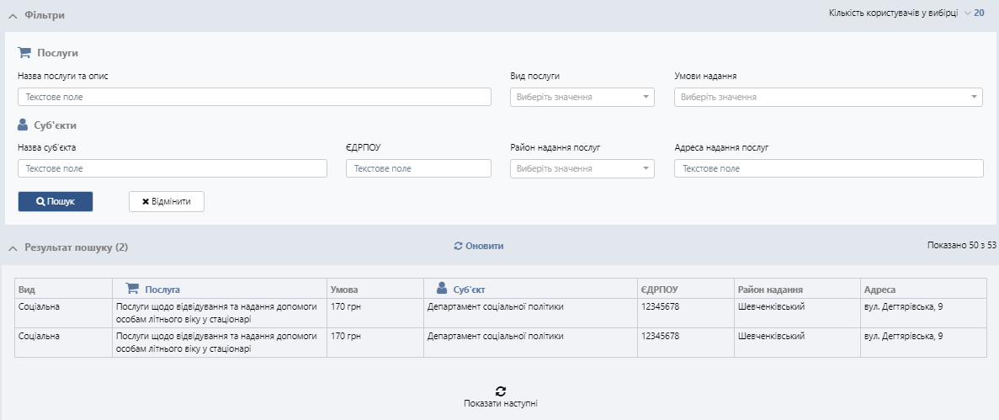 Фільтри
Кількість користувачів у вибірці 20
Послуги
Назва послуги та опис
Вид послуги
Умови надання
Текстове поле
Виберіть значення
Виберіть значення
Суб'єкти
Назва суб'єкта
ЄДРПОУ
Район надання послуг
Адреса надання послуг
Текстове поле
Текстове поле
Виберіть значення
Текстове поле
Пошук
Відмінити
Результат пошуку (2)
Оновити
Показано 50 з 53
Вид Послуга Умова Суб'єкт ЄДРПОУ Район надання Адреса
Соціальна Послуги щодо відвідування та надання допомоги 170 грн Департамент соціальної політики 12345678 Шевченківський вул. Дегтярівська, 9
особам літнього віку у стаціонарі
Соціальна Послуги щодо відвідування та надання допомоги 170 грн Департамент соціальної політики 12345678 Шевченківський вул. Дегтярівська, 9
особам літнього віку у стаціонарі
Показати наступні